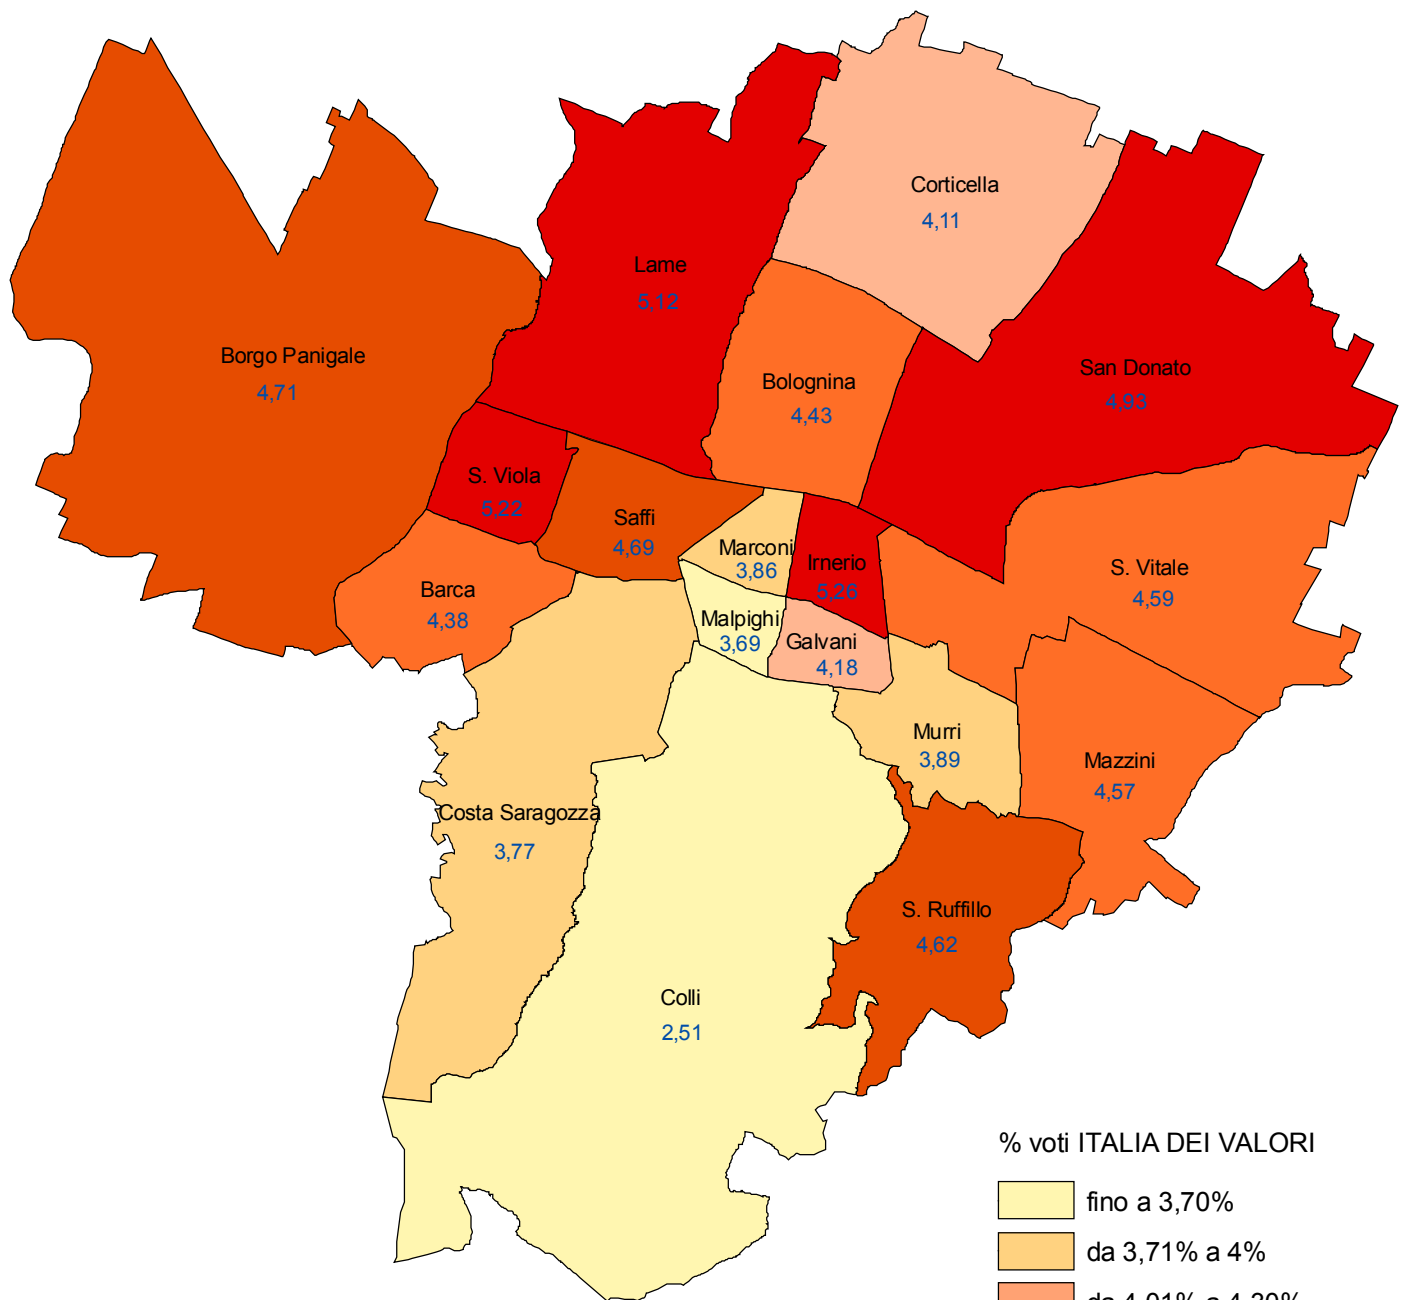 Corticella
4,11
Lame
5,12
Borgo Panigale
4,71
San Donato
4,93
Bolognina
4,43
S. Viola
5,22
Saffi
4,69
Marconi
3,86
Irnerio
5,26
S. Vitale
4,59
Barca
4,38
Malpighi
3,69
Galvani
4,18
Murri
3,89
Mazzini
4,57
Costa Saragozza
3,77
S. Ruffillo
4,62
Colli
2,51
% voti ITALIA DEI VALORI
fino a 3,70%
da 3,71% a 4%